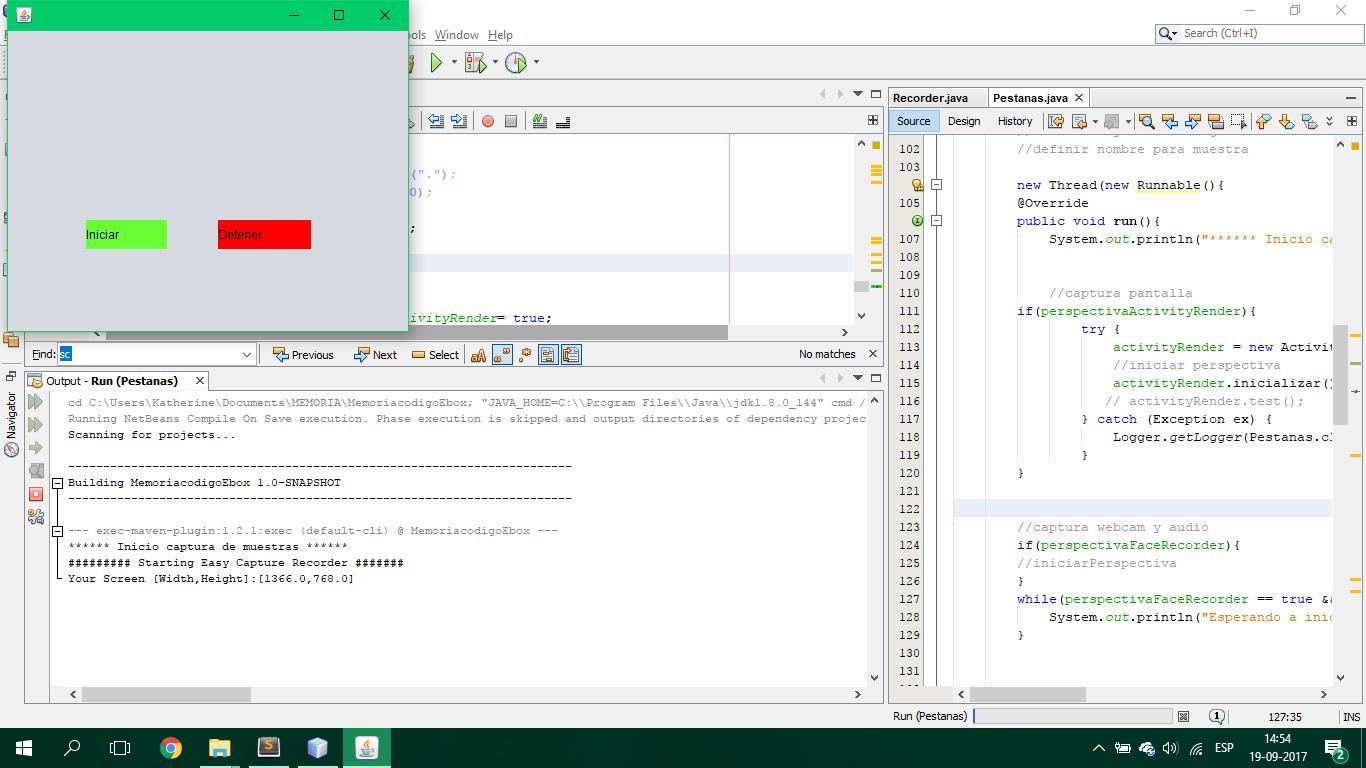 ools Window Help
Search (Ctrl+I)
Iniciar
Detener
(".");
0);
;
ivityRender= true;
Find: sc
Previous
Next
Select
No matches
Output - Run (Pestanas)
cd C:\Users\Katherine\Documents\MEMORIA\MemoriacodigoEbox; "JAVA_HOME=C:\\Program Files\\Java\\jdk1.8.0_144" cmd /
Running NetBeans Compile On Save execution. Phase execution is skipped and output directories of dependency projec
Scanning for projects...
------------------------------------------------------------------------
Building MemoriacodigoEbox 1.0-SNAPSHOT
------------------------------------------------------------------------
--- exec-maven-plugin:1.2.1:exec (default-cli) @ MemoriacodigoEbox ---
****** Inicio captura de muestras ******
######### Starting Easy Capture Recorder #######
Your Screen [Width,Height]:[1366.0,768.0]
Navigator
Recorder.java
Pestanas.java
Source
Design
History
102 //definir nombre para muestra
103
new Thread(new Runnable(){
105 @Override
public void run(){
107 System.out.println("****** Inicio ca
108
109
110 //captura pantalla
111 if(perspectivaActivityRender){
112 try {
113 activityRender = new Activit
114 //iniciar perspectiva
115 activityRender.inicializar()
116 // activityRender.test();
117 } catch (Exception ex) {
118 Logger.getLogger(Pestanas.cl
119 }
120 }
121
122
123 //captura webcam y audio
124 if(perspectivaFaceRecorder){
125 //iniciarPerspectiva
126 }
127 while(perspectivaFaceRecorder == true &&
128 System.out.println("Esperando a inic
129 }
130
131
Run (Pestanas)
1
127:35
INS
ESP
14:54
19-09-2017
2